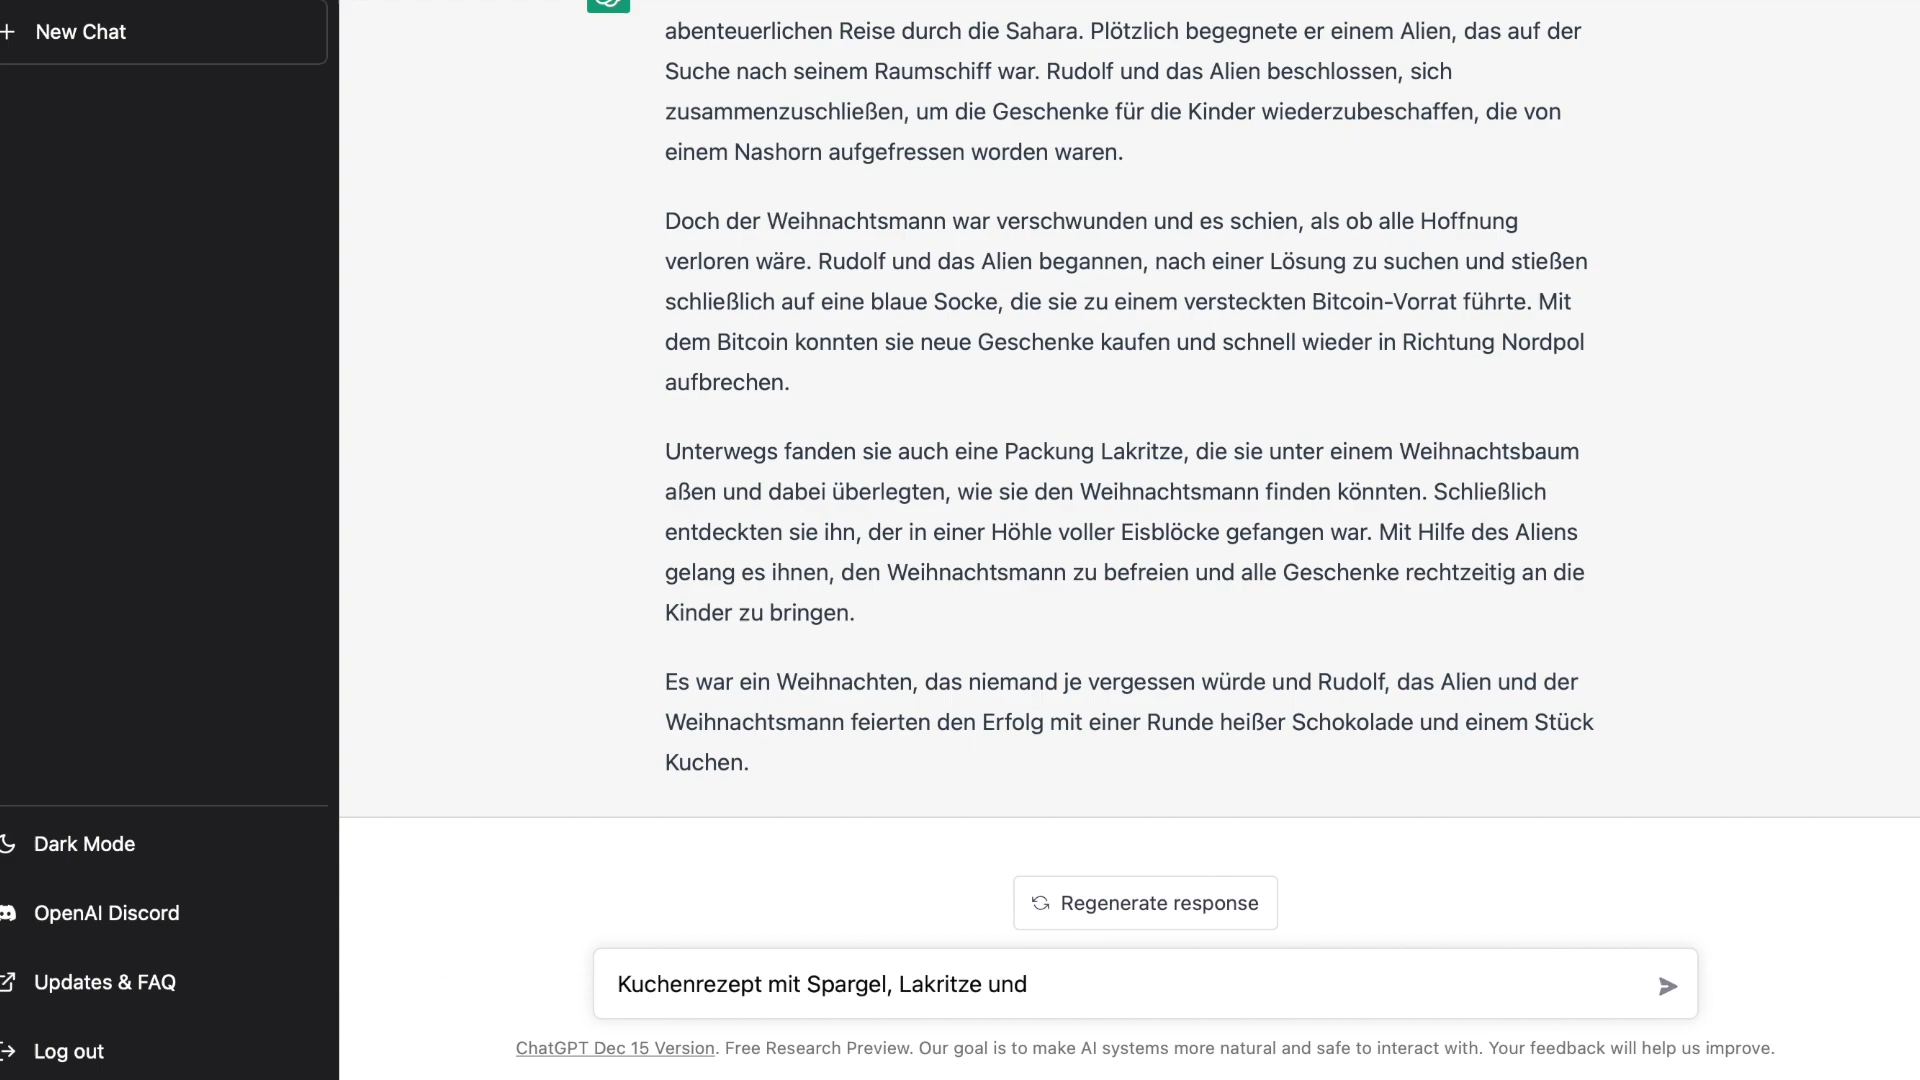 New Chat
abenteuerlichen Reise durch die Sahara. Plötzlich begegnete er einem Alien, das auf der
Suche nach seinem Raumschiff war. Rudolf und das Alien beschlossen, sich
zusammenzuschließen, um die Geschenke für die Kinder wiederzubeschaffen, die von
einem Nashorn aufgefressen worden waren.
Doch der Weihnachtsmann war verschwunden und es schien, als ob alle Hoffnung
verloren wäre. Rudolf und das Alien begannen, nach einer Lösung zu suchen und stießen
schließlich auf eine blaue Socke, die sie zu einem versteckten Bitcoin-Vorrat führte. Mit
dem Bitcoin konnten sie neue Geschenke kaufen und schnell wieder in Richtung Nordpol
aufbrechen.
Unterwegs fanden sie auch eine Packung Lakritze, die sie unter einem Weihnachtsbaum
aßen und dabei überlegten, wie sie den Weihnachtsmann finden könnten. Schließlich
entdeckten sie ihn, der in einer Höhle voller Eisblöcke gefangen war. Mit Hilfe des Aliens
gelang es ihnen, den Weihnachtsmann zu befreien und alle Geschenke rechtzeitig an die
Kinder zu bringen.
Es war ein Weihnachten, das niemand je vergessen würde und Rudolf, das Alien und der
Weihnachtsmann feierten den Erfolg mit einer Runde heißer Schokolade und einem Stück
Kuchen.
Dark Mode
OpenAI Discord
Updates & FAQ
Log out
Regenerate response
Kuchenrezept mit Spargel, Lakritze und
ChatGPT Dec 15 Version. Free Research Preview. Our goal is to make AI systems more natural and safe to interact with. Your feedback will help us improve.